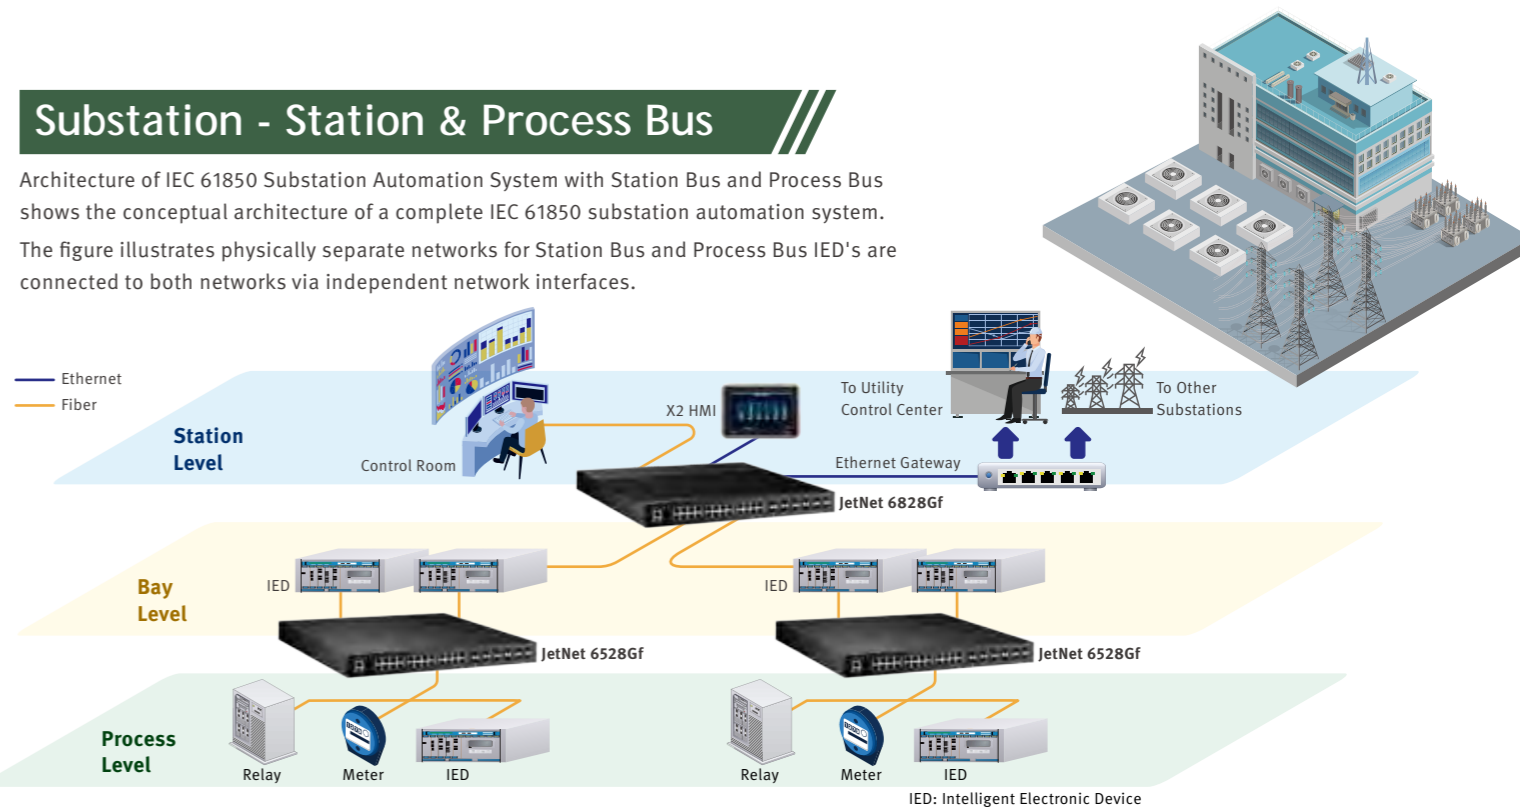 Substation - Station & Process Bus
Architecture of IEC 61850 Substation Automation System with Station Bus and Process Bus
shows the conceptual architecture of a complete IEC 61850 substation automation system.
The figure illustrates physically separate networks for Station Bus and Process Bus IED's are
connected to both networks via independent network interfaces.
Ethernet
Fiber
Station
Level
Control Room
X2 HMI
To Utility
Control Center
To Other
Substations
Ethernet Gateway
JetNet 6828Gf
Bay
Level
IED
IED
JetNet 6528Gf
JetNet 6528Gf
Process
Level
Relay
Meter
IED
Relay
Meter
IED
IED: Intelligent Electronic Device